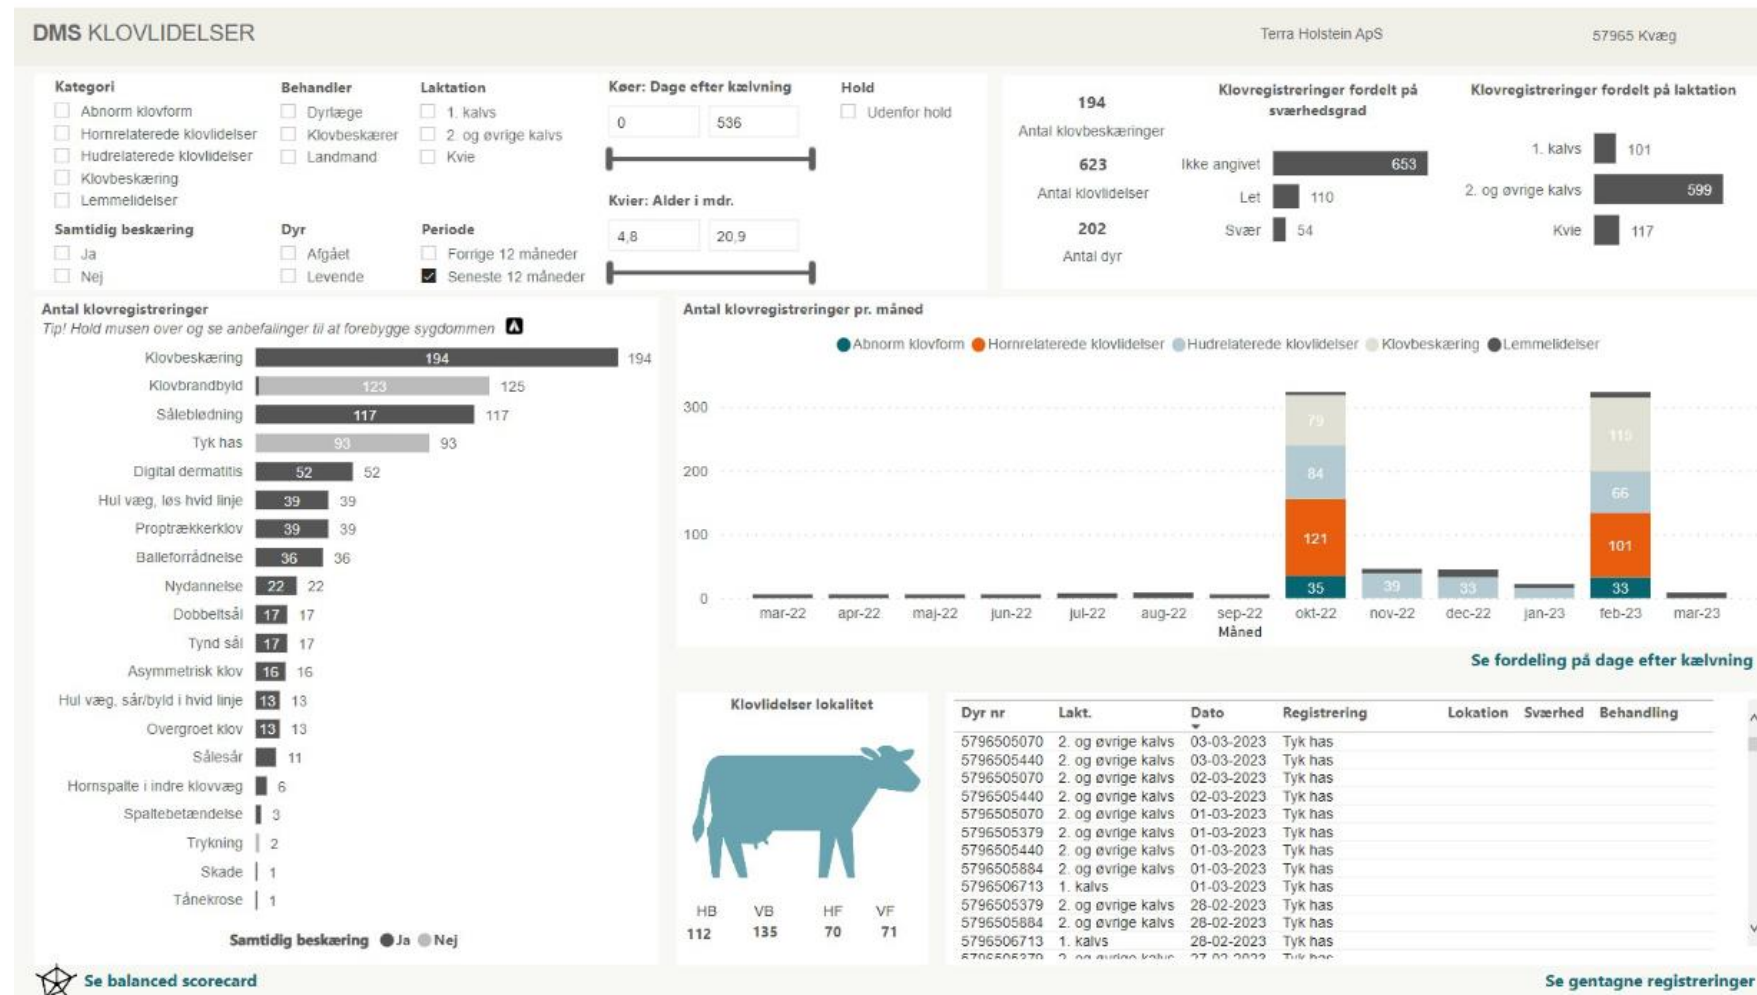 DMS KLOVLIDELSER
Terra Holstein ApS
57965 Kvæg
Kategori
Abnorm klovform
Hornrelaterede klovlidelser
Hudrelaterede klovlidelser
Klovbeskæring
Lemmelidelser
Behandler
Dyrlæge
Klovbeskærer
Landmand
Laktation
1. kalvs
2. og øvrige kalvs
Kvie
Køer: Dage efter kælvning
0 536
Hold
Udenfor hold
Samtidig beskæring
Ja
Nej
Dyr
Afgået
Levende
Periode
Forrige 12 måneder
Seneste 12 måneder
Kvier: Alder i mdr.
4,8 20,9
194
Antal klovbeskæringer
623
Antal klovlidelser
202
Antal dyr
Klovregistreringer fordelt på
sværhedsgrad
Ikke angivet 653
Let 110
Svær 54
Klovregistreringer fordelt på laktation
1. kalvs 101
2. og øvrige kalvs 599
Kvie 117
Antal klovregistreringer
Tip! Hold musen over og se anbefalinger til at forebygge sygdommen
Klovbeskæring 194 194
Klovbrandbyld 123 125
Såleblødning 117 117
Tyk has 93 93
Digital dermatitis 52 52
Hul væg, løs hvid linje 39 39
Proptrækkerklov 39 39
Balleforrådnelse 36 36
Nydannelse 22 22
Dobbeltsål 17 17
Tynd sål 17 17
Asymmetrisk klov 16 16
Hul væg, sår/byld i hvid linje 13 13
Overgroet klov 13 13
Sålesår 11
Hornspalte i indre klovvæg 6
Spaltebetændelse 3
Trykning 2
Skade 1
Tånekrose 1
Samtidig beskæring Ja Nej
Se balanced scorecard
Antal klovregistreringer pr. måned
Abnorm klovform Hornrelaterede klovlidelser Hudrelaterede klovlidelser Klovbeskæring Lemmelidelser
300
200
100
0
79
84
121
35
39
33
115
66
101
33
mar-22 apr-22 maj-22 jun-22 jul-22 aug-22 sep-22 okt-22 nov-22 dec-22 jan-23 feb-23 mar-23
Måned
Se fordeling på dage efter kælvning
Klovlidelser lokalitet
HB VB HF VF
112 135 70 71
Dyr nr Lakt. Dato Registrering Lokation Sværhed Behandling
5796505070 2. og øvrige kalvs 03-03-2023 Tyk has
5796505440 2. og øvrige kalvs 03-03-2023 Tyk has
5796505070 2. og øvrige kalvs 02-03-2023 Tyk has
5796505440 2. og øvrige kalvs 02-03-2023 Tyk has
5796505070 2. og øvrige kalvs 01-03-2023 Tyk has
5796505379 2. og øvrige kalvs 01-03-2023 Tyk has
5796505440 2. og øvrige kalvs 01-03-2023 Tyk has
5796505884 2. og øvrige kalvs 01-03-2023 Tyk has
5796506713 1. kalvs 01-03-2023 Tyk has
5796505379 2. og øvrige kalvs 28-02-2023 Tyk has
5796505884 2. og øvrige kalvs 28-02-2023 Tyk has
5796506713 1. kalvs 28-02-2023 Tyk has
5796505379 2. og øvrige kalvs 27-02-2023 Tyk has
Se gentagne registreringer